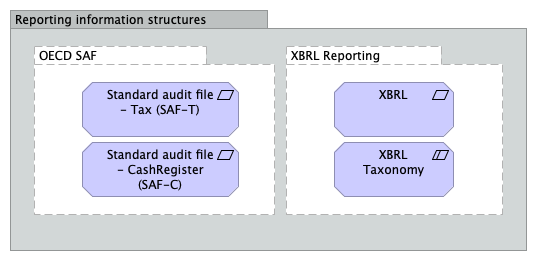 Reporting information structures
OECD SAF
Standard audit file
- Tax (SAF-T)
Standard audit file
- CashRegister
(SAF-C)
XBRL Reporting
XBRL
XBRL
Taxonomy